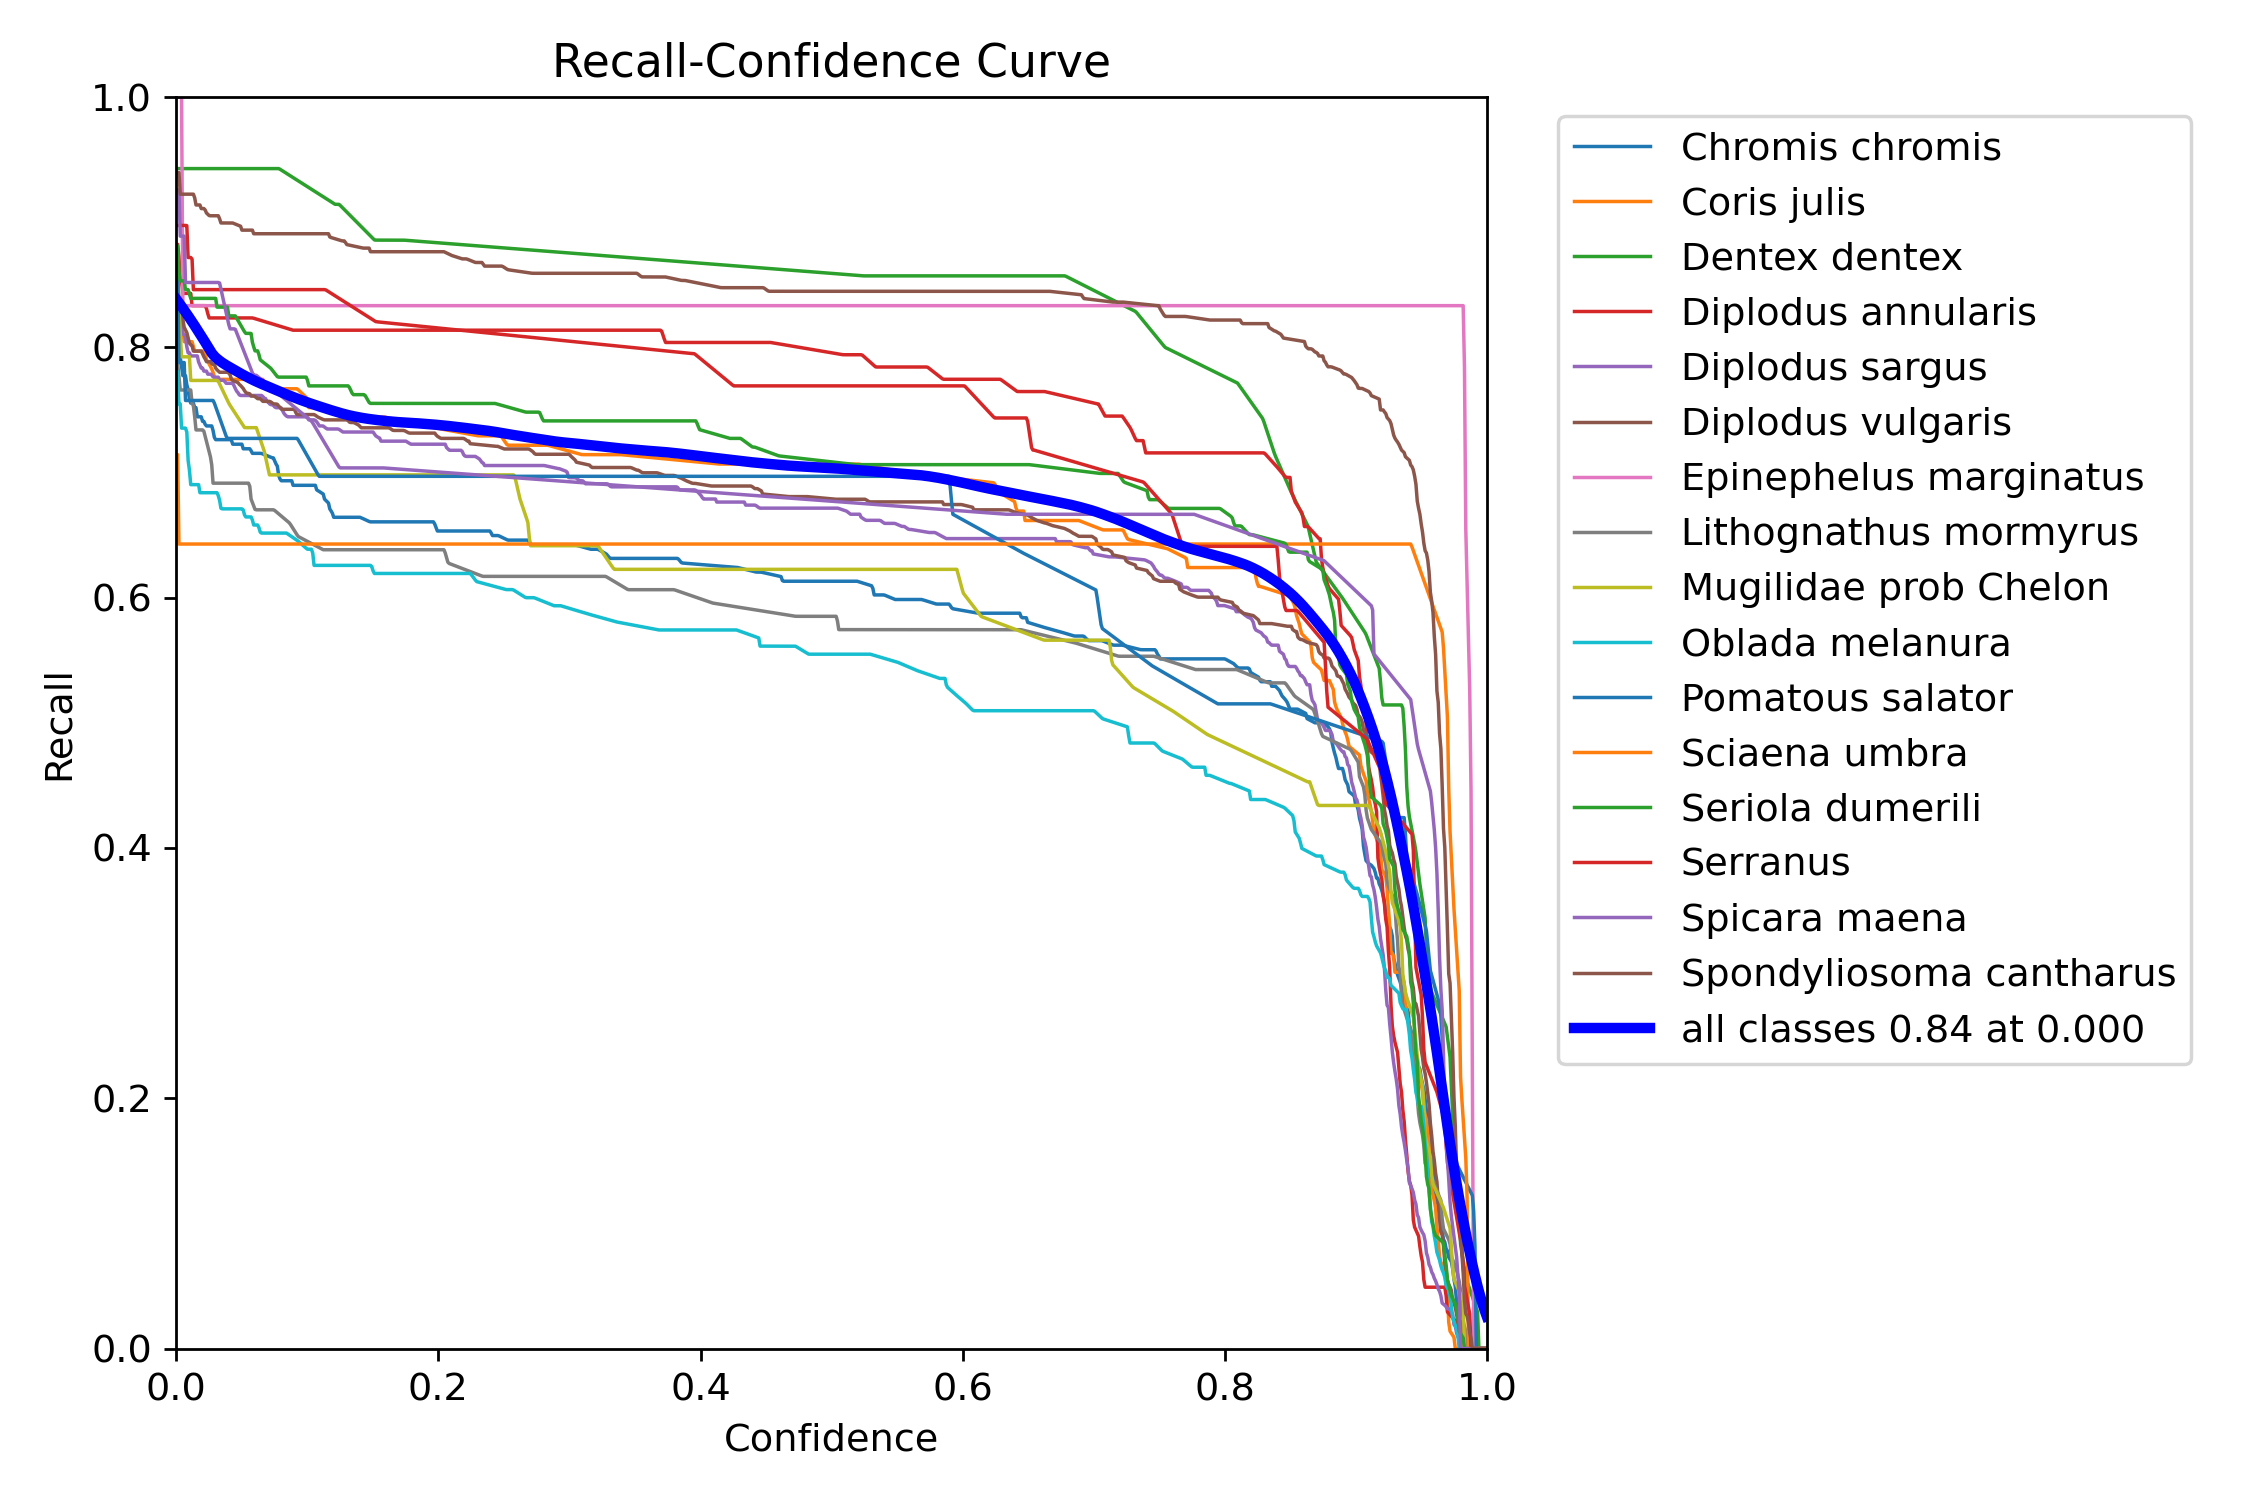 Recall-Confidence Curve
1.0
0.8
0.6
0.4
0.2
0.0
Recall
0.0 0.2 0.4 0.6 0.8 1.0
Confidence
Chromis chromis
Coris julis
Dentex dentex
Diplodus annularis
Diplodus sargus
Diplodus vulgaris
Epinephelus marginatus
Lithognathus mormyrus
Mugilidae prob Chelon
Oblada melanura
Pomatous salator
Sciaena umbra
Seriola dumerili
Serranus
Spicara maena
Spondyliosoma cantharus
all classes 0.84 at 0.000